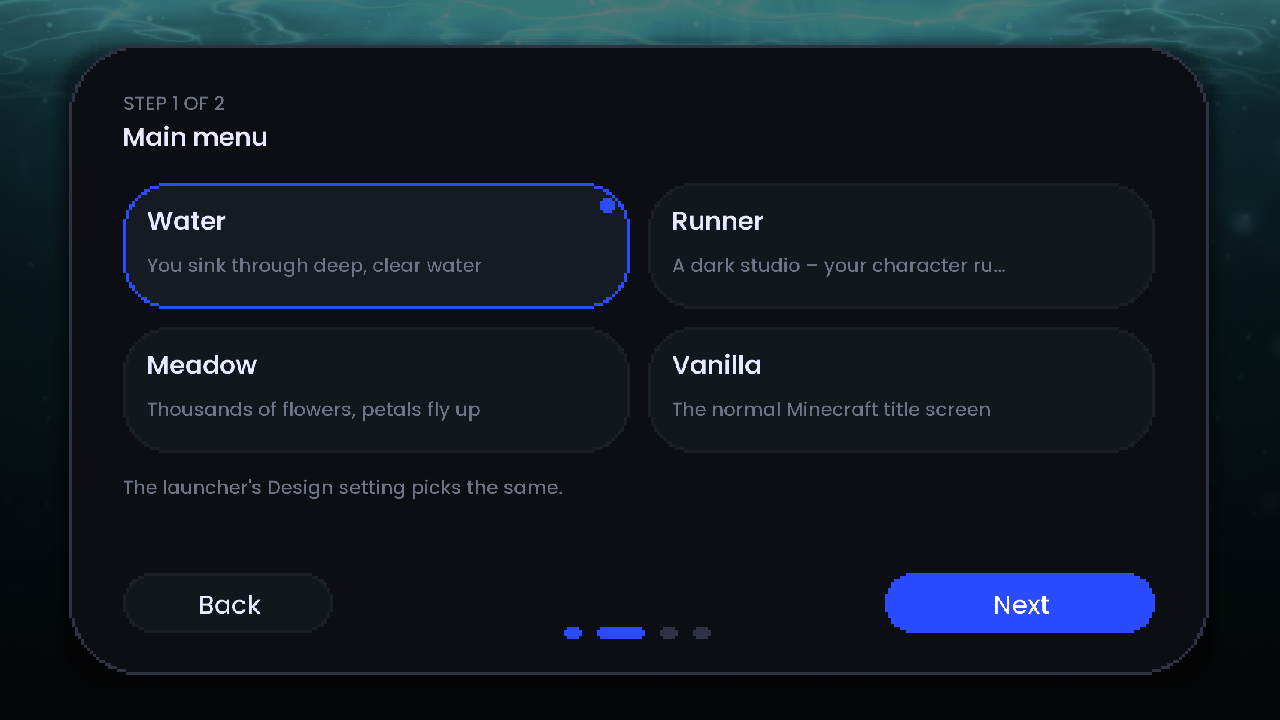 STEP 1 OF 2
Main menu
Water
You sink through deep, clear water
Runner
A dark studio – your character ru...
Meadow
Thousands of flowers, petals fly up
Vanilla
The normal Minecraft title screen
The launcher's Design setting picks the same.
Back
Next